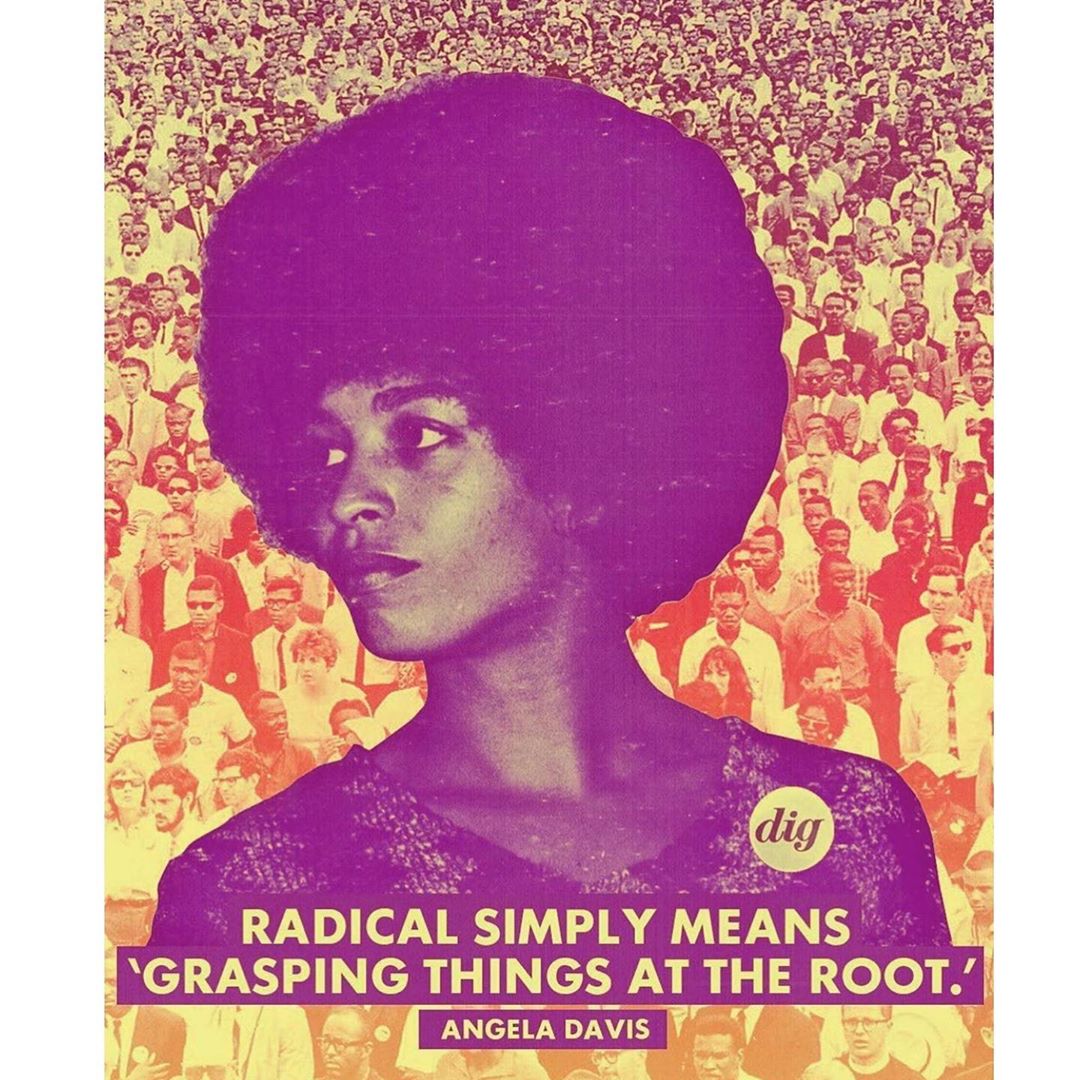 dig
RADICAL SIMPLY MEANS
‘GRASPING THINGS AT THE ROOT.’
ANGELA DAVIS